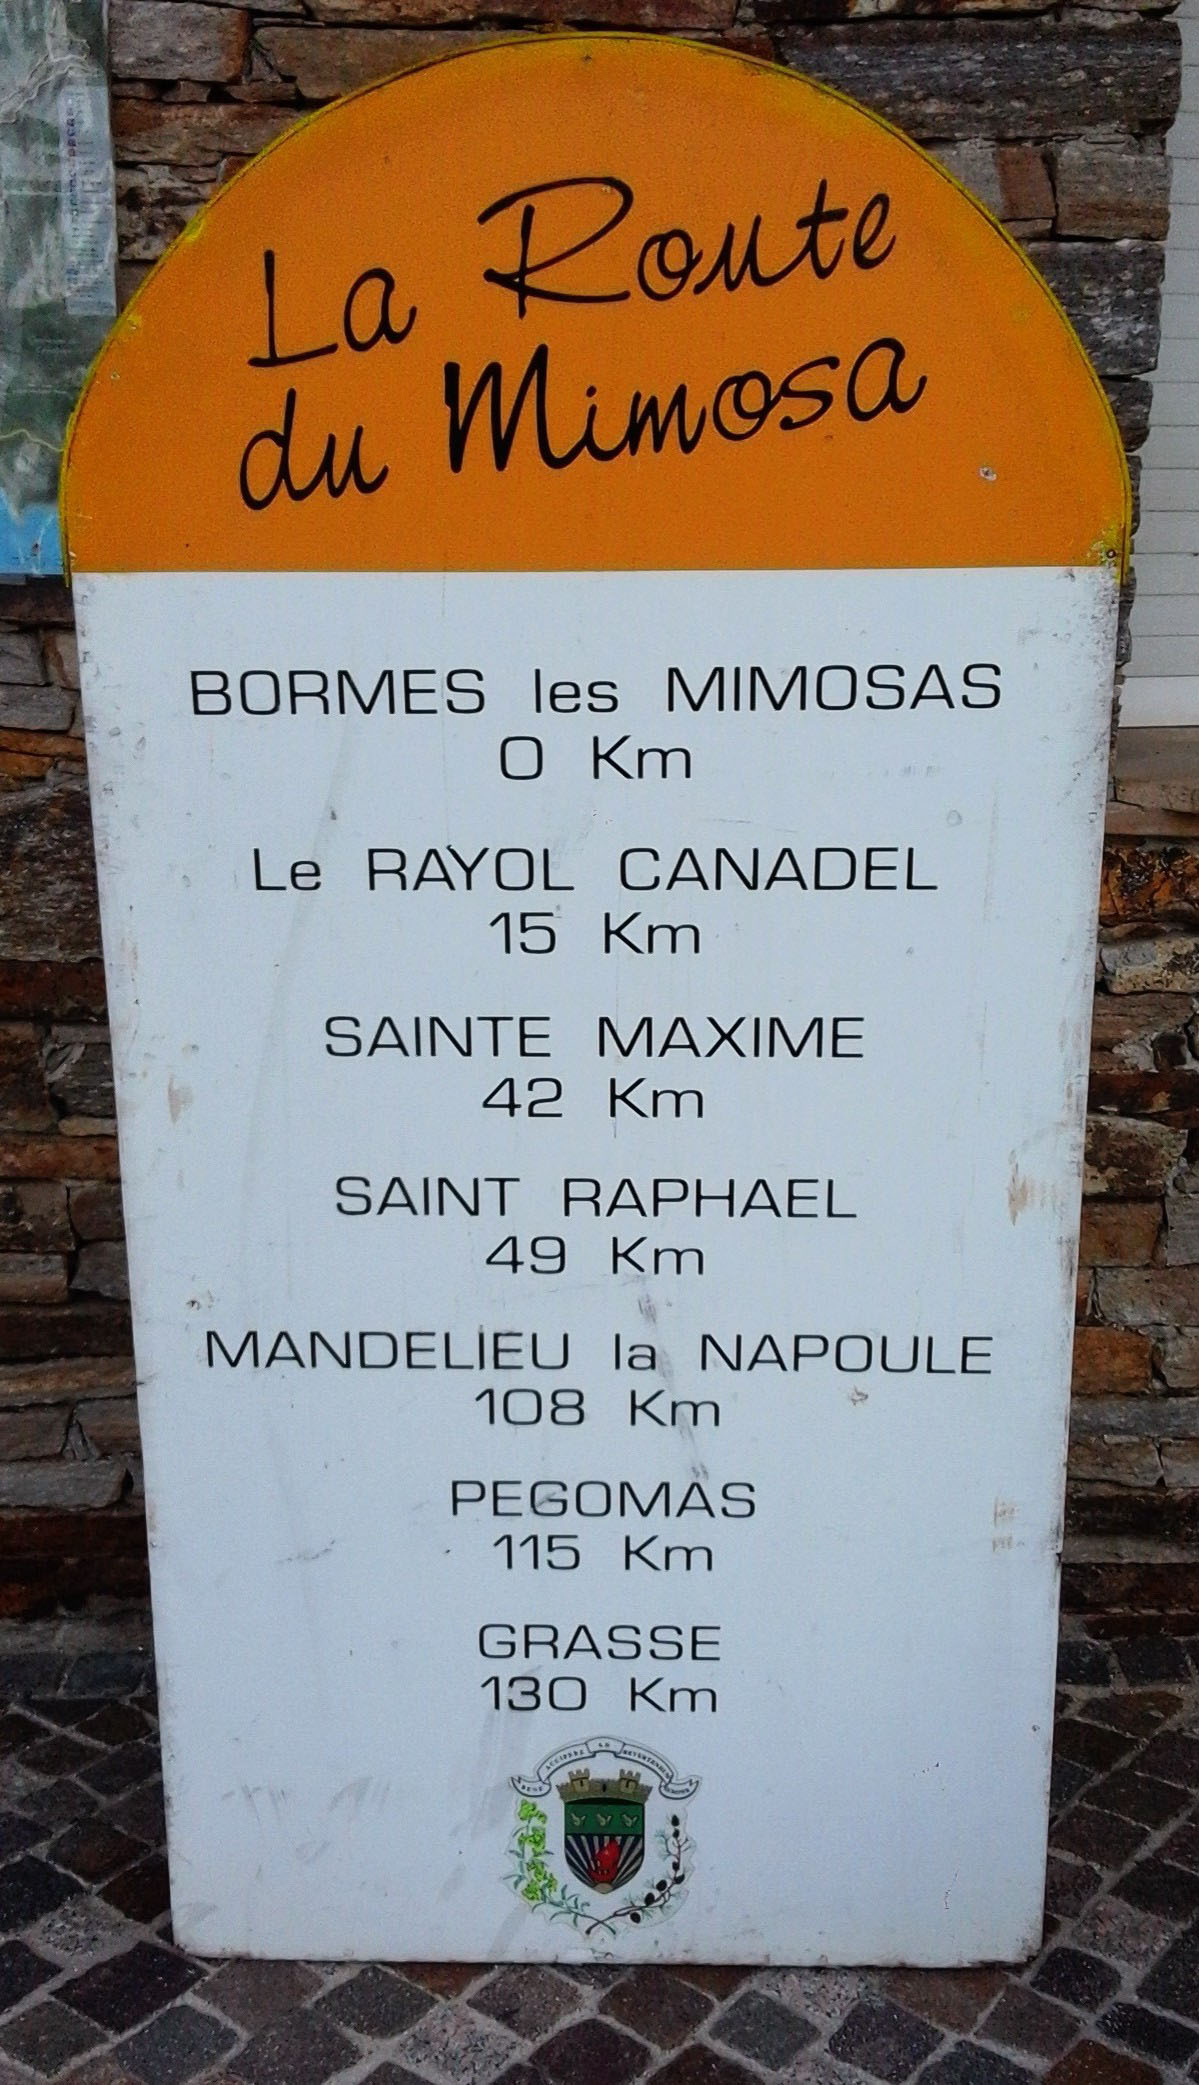 La Route
du Mimosa
BORMES les MIMOSAS
0 Km
Le RAYOL CANADEL
15 Km
SAINTE MAXIME
42 Km
SAINT RAPHAEL
49 Km
MANDELIEU la NAPOULE
108 Km
PEGOMAS
115 Km
GRASSE
130 Km